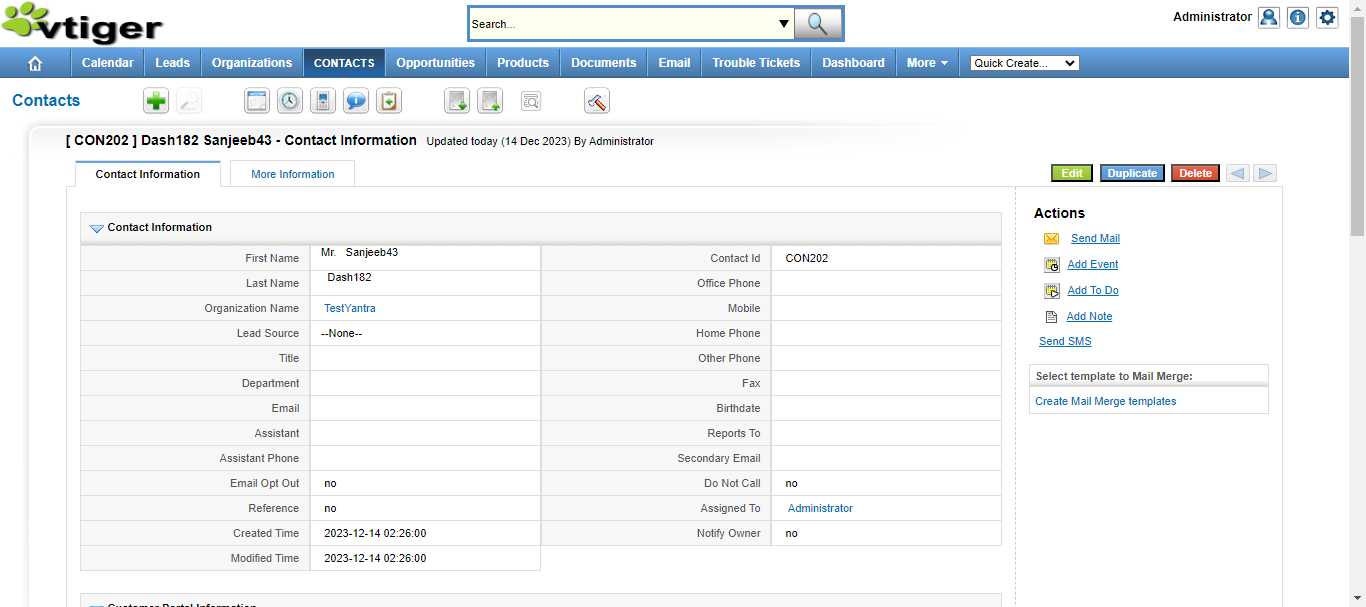 vtiger
Search...
Administrator
Calendar Leads Organizations CONTACTS Opportunities Products Documents Email Trouble Tickets Dashboard More Quick Create...
Contacts
[ CON202 ] Dash182 Sanjeeb43 - Contact Information Updated today (14 Dec 2023) By Administrator
Contact Information More Information Edit Duplicate Delete
Contact Information
First Name Mr. Sanjeeb43 Contact Id CON202
Last Name Dash182 Office Phone
Organization Name TestYantra Mobile
Lead Source --None-- Home Phone
Title Other Phone
Department Fax
Email Birthdate
Assistant Reports To
Assistant Phone Secondary Email
Email Opt Out no Do Not Call no
Reference no Assigned To Administrator
Created Time 2023-12-14 02:26:00 Notify Owner no
Modified Time 2023-12-14 02:26:00
Actions
Send Mail
Add Event
Add To Do
Add Note
Send SMS
Select template to Mail Merge:
Create Mail Merge templates
Customer Portal Information